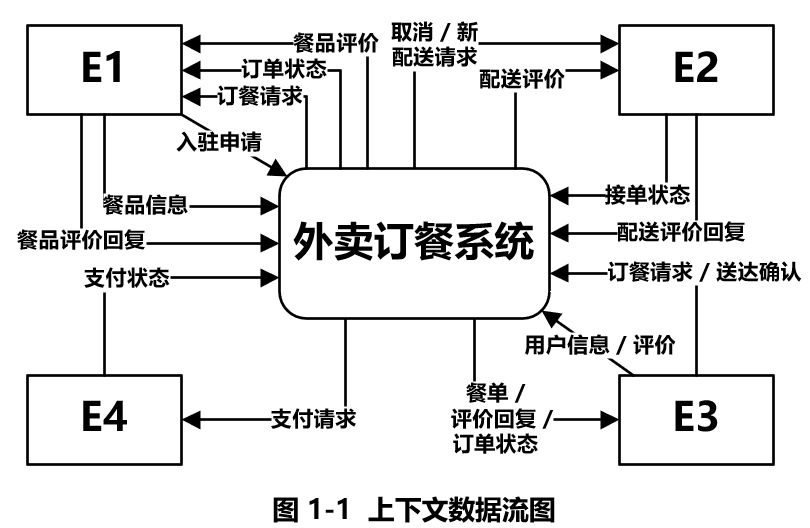 E1
餐品评价
取消 / 新
配送请求
E2
订单状态
配送评价
订餐请求
入驻申请
餐品信息
接单状态
外卖订餐系统
餐品评价回复
配送评价回复
支付状态
订餐请求 / 送达确认
用户信息 / 评价
E4
支付请求
餐单 /
评价回复 /
订单状态
E3
图 1-1 上下文数据流图